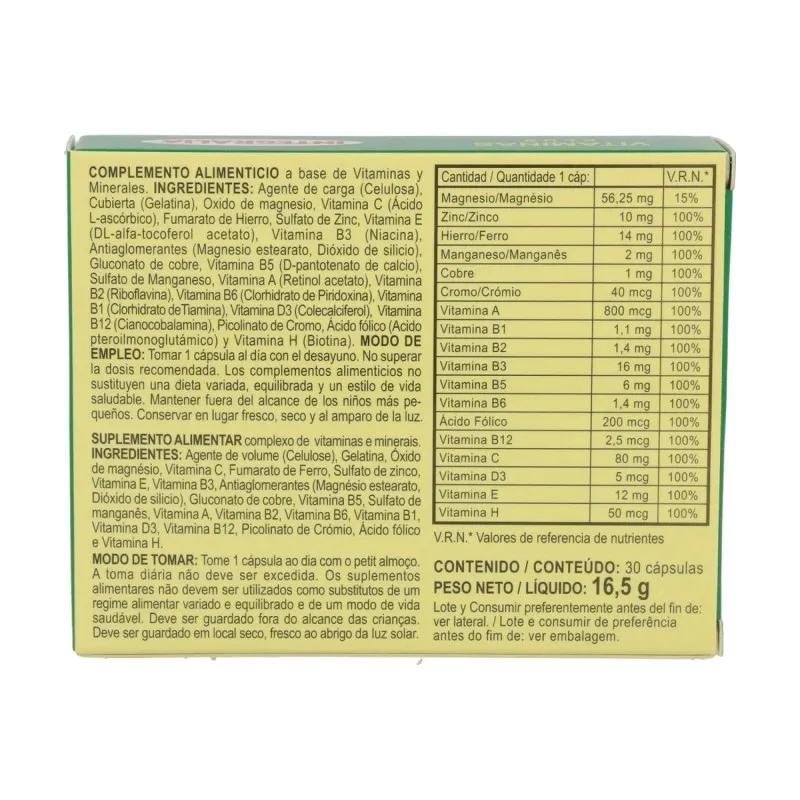 INTEGRALIA
VITAMINAS
PLUS
COMPLEMENTO ALIMENTICIO a base de Vitaminas y
Minerales. INGREDIENTES: Agente de carga (Celulosa),
Cubierta (Gelatina), Oxido de magnesio, Vitamina C (Ácido
L-ascórbico), Fumarato de Hierro, Sulfato de Zinc, Vitamina E
(DL-alfa-tocoferol acetato), Vitamina B3 (Niacina),
Antiaglomerantes (Magnesio estearato, Dióxido de silicio),
Gluconato de cobre, Vitamina B5 (D-pantotenato de calcio),
Sulfato de Manganeso, Vitamina A (Retinol acetato), Vitamina
B2 (Riboflavina), Vitamina B6 (Clorhidrato de Piridoxina), Vitamina
B1 (Clorhidrato de Tiamina), Vitamina D3 (Colecalciferol), Vitamina
B12 (Cianocobalamina), Picolinato de Cromo, Ácido fólico (Acido
pteroilmonoglutámico) y Vitamina H (Biotina). MODO DE
EMPLEO: Tomar 1 cápsula al día con el desayuno. No superar
la dosis recomendada. Los complementos alimenticios no
sustituyen una dieta variada, equilibrada y un estilo de vida
saludable. Mantener fuera del alcance de los niños más pe-
queños. Conservar en lugar fresco, seco y al amparo de la luz.
SUPLEMENTO ALIMENTAR complexo de vitaminas e minerais.
INGREDIENTES: Agente de volume (Celulose), Gelatina, Óxido
de magnésio, Vitamina C, Fumarato de Ferro, Sulfato de zinco,
Vitamina E, Vitamina B3, Antiaglomerantes (Magnésio estearato,
Dióxido de silicio), Gluconato de cobre, Vitamina B5, Sulfato de
manganês, Vitamina A, Vitamina B2, Vitamina B6, Vitamina B1,
Vitamina D3, Vitamina B12, Picolinato de Crómio, Ácido fólico
e Vitamina H.
MODO DE TOMAR: Tome 1 cápsula ao dia com o petit almoço.
A toma diária não deve ser excedida. Os suplementos
alimentares não devem ser utilizados como substitutos de um
regime alimentar variado e equilibrado e de um modo de vida
saudável. Deve ser guardado fora do alcance das crianças.
Deve ser guardado em local seco, fresco ao abrigo da luz solar.
Cantidad / Quantidade 1 cáp: V.R.N.*
Magnesio/Magnésio 56,25 mg 15%
Zinc/Zinco 10 mg 100%
Hierro/Ferro 14 mg 100%
Manganeso/Manganês 2 mg 100%
Cobre 1 mg 100%
Cromo/Crómio 40 mcg 100%
Vitamina A 800 mcg 100%
Vitamina B1 1,1 mg 100%
Vitamina B2 1,4 mg 100%
Vitamina B3 16 mg 100%
Vitamina B5 6 mg 100%
Vitamina B6 1,4 mg 100%
Ácido Fólico 200 mcg 100%
Vitamina B12 2,5 mcg 100%
Vitamina C 80 mg 100%
Vitamina D3 5 mcg 100%
Vitamina E 12 mg 100%
Vitamina H 50 mcg 100%
V.R.N.* Valores de referencia de nutrientes
CONTENIDO / CONTEÚDO: 30 cápsulas
PESO NETO / LÍQUIDO: 16,5 g
Lote y Consumir preferentemente antes del fin de:
ver lateral. / Lote e consumir de preferência
antes do fim de: ver embalagem.